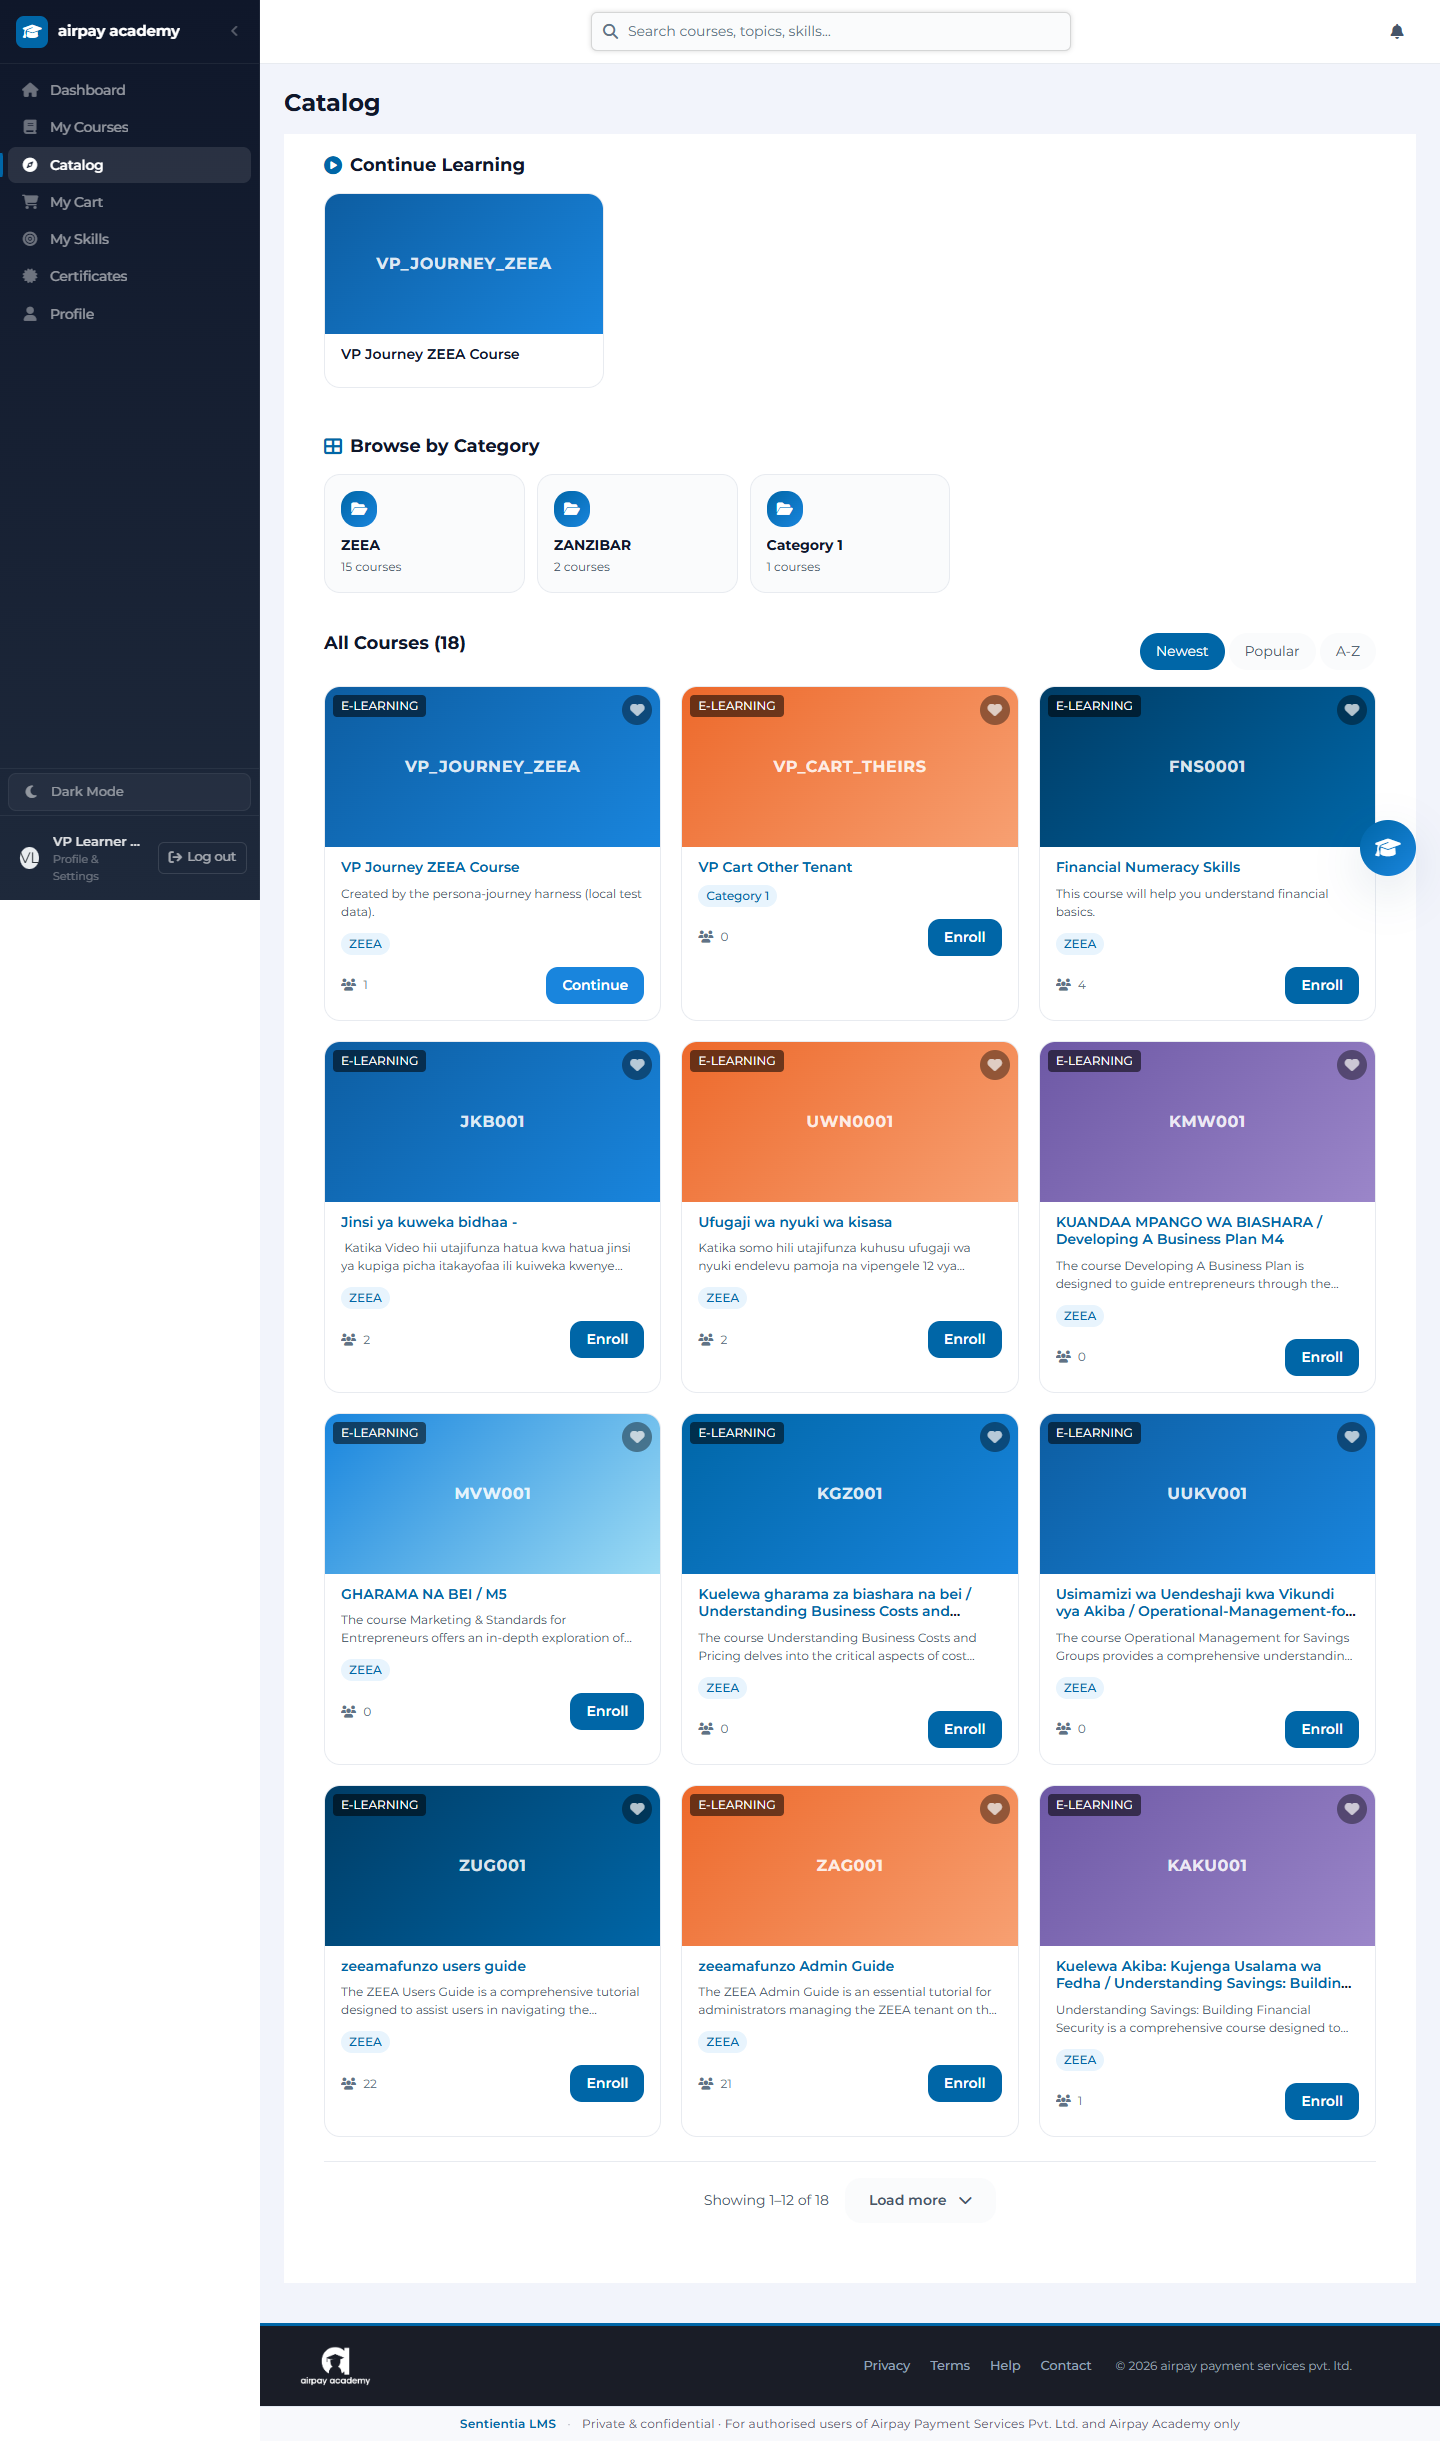 airpay academy
Search courses, topics, skills...
Dashboard
My Courses
Catalog
My Cart
My Skills
Certificates
Profile
Dark Mode
VL
VP Learner ...
Profile &
Settings
Log out
Catalog
Continue Learning
VP_JOURNEY_ZEEA
VP Journey ZEEA Course
Browse by Category
ZEEA
15 courses
ZANZIBAR
2 courses
Category 1
1 courses
All Courses (18)
Newest
Popular
A-Z
E-LEARNING
VP_JOURNEY_ZEEA
VP Journey ZEEA Course
Created by the persona-journey harness (local test
data).
ZEEA
1
Continue
E-LEARNING
VP_CART_THEIRS
VP Cart Other Tenant
Category 1
0
Enroll
E-LEARNING
FNS0001
Financial Numeracy Skills
This course will help you understand financial
basics.
ZEEA
4
Enroll
E-LEARNING
JKB001
Jinsi ya kuweka bidhaa -
Katika Video hii utajifunza hatua kwa hatua jinsi
ya kupiga picha itakayofaa ili kuiweka kwenye...
ZEEA
2
Enroll
E-LEARNING
UWN0001
Ufugaji wa nyuki wa kisasa
Katika somo hili utajifunza kuhusu ufugaji wa
nyuki endelevu pamoja na vipengele 12 vya...
ZEEA
2
Enroll
E-LEARNING
KMW001
KUANDAA MPANGO WA BIASHARA /
Developing A Business Plan M4
The course Developing A Business Plan is
designed to guide entrepreneurs through the...
ZEEA
0
Enroll
E-LEARNING
MVW001
GHARAMA NA BEI / M5
The course Marketing & Standards for
Entrepreneurs offers an in-depth exploration of...
ZEEA
0
Enroll
E-LEARNING
KGZ001
Kuelewa gharama za biashara na bei /
Understanding Business Costs and...
The course Understanding Business Costs and
Pricing delves into the critical aspects of cost...
ZEEA
0
Enroll
E-LEARNING
UUKV001
Usimamizi wa Uendeshaji kwa Vikundi
vya Akiba / Operational-Management-fo...
The course Operational Management for Savings
Groups provides a comprehensive understandin...
ZEEA
0
Enroll
E-LEARNING
ZUG001
zeeamafunzo users guide
The ZEEA Users Guide is a comprehensive tutorial
designed to assist users in navigating the...
ZEEA
22
Enroll
E-LEARNING
ZAG001
zeeamafunzo Admin Guide
The ZEEA Admin Guide is an essential tutorial for
administrators managing the ZEEA tenant on th...
ZEEA
21
Enroll
E-LEARNING
KAKU001
Kuelewa Akiba: Kujenga Usalama wa
Fedha / Understanding Savings: Buildin...
Understanding Savings: Building Financial
Security is a comprehensive course designed to...
ZEEA
1
Enroll
Showing 1–12 of 18
Load more
airpay academy
Privacy
Terms
Help
Contact
© 2026 airpay payment services pvt. ltd.
Sentientia LMS · Private & confidential · For authorised users of Airpay Payment Services Pvt. Ltd. and Airpay Academy only